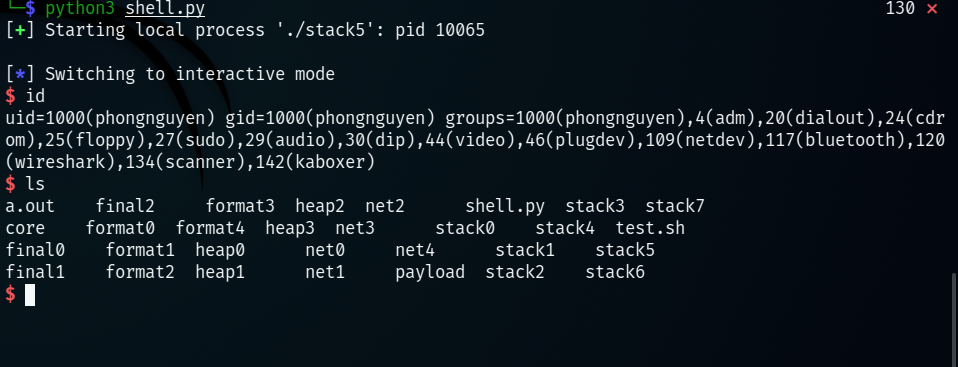 └─$ python3 shell.py 130 ⨯
[+] Starting local process './stack5': pid 10065
[*] Switching to interactive mode
$ id
uid=1000(phongnguyen) gid=1000(phongnguyen) groups=1000(phongnguyen),4(adm),20(dialout),24(cdr
om),25(floppy),27(sudo),29(audio),30(dip),44(video),46(plugdev),109(netdev),117(bluetooth),120
(wireshark),134(scanner),142(kaboxer)
$ ls
a.out    final2     format3  heap2  net2      shell.py  stack3  stack7
core    format0  format4  heap3  net3      stack0    stack4  test.sh
final0    format1  heap0      net0     net4      stack1    stack5
final1    format2  heap1      net1     payload  stack2    stack6
$